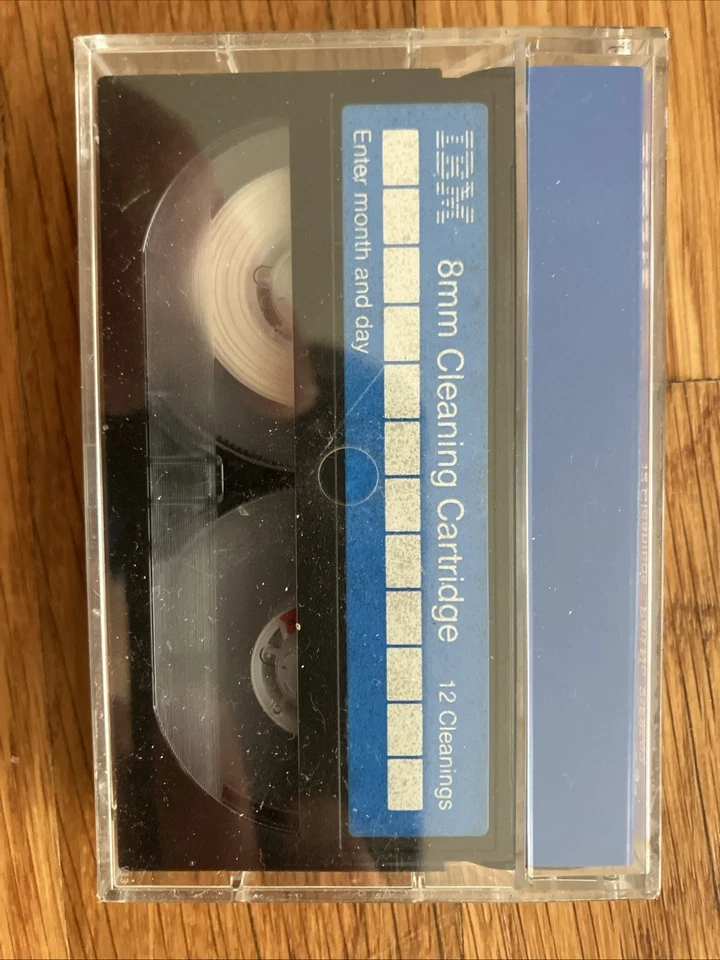 IBM 8mm Cleaning Cartridge 12 Cleanings
Enter month and day